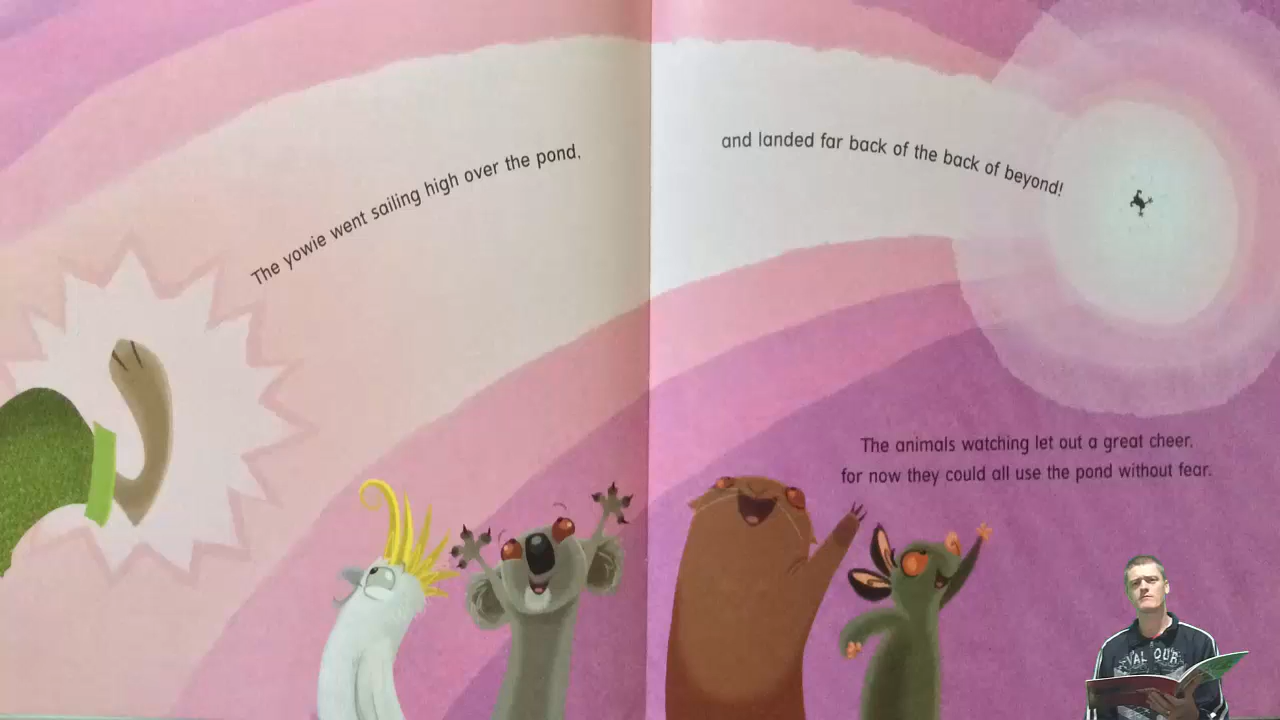 The yowie went sailing high over the pond,
and landed far back of the back of beyond!
The animals watching let out a great cheer,
for now they could all use the pond without fear.
VALOUR